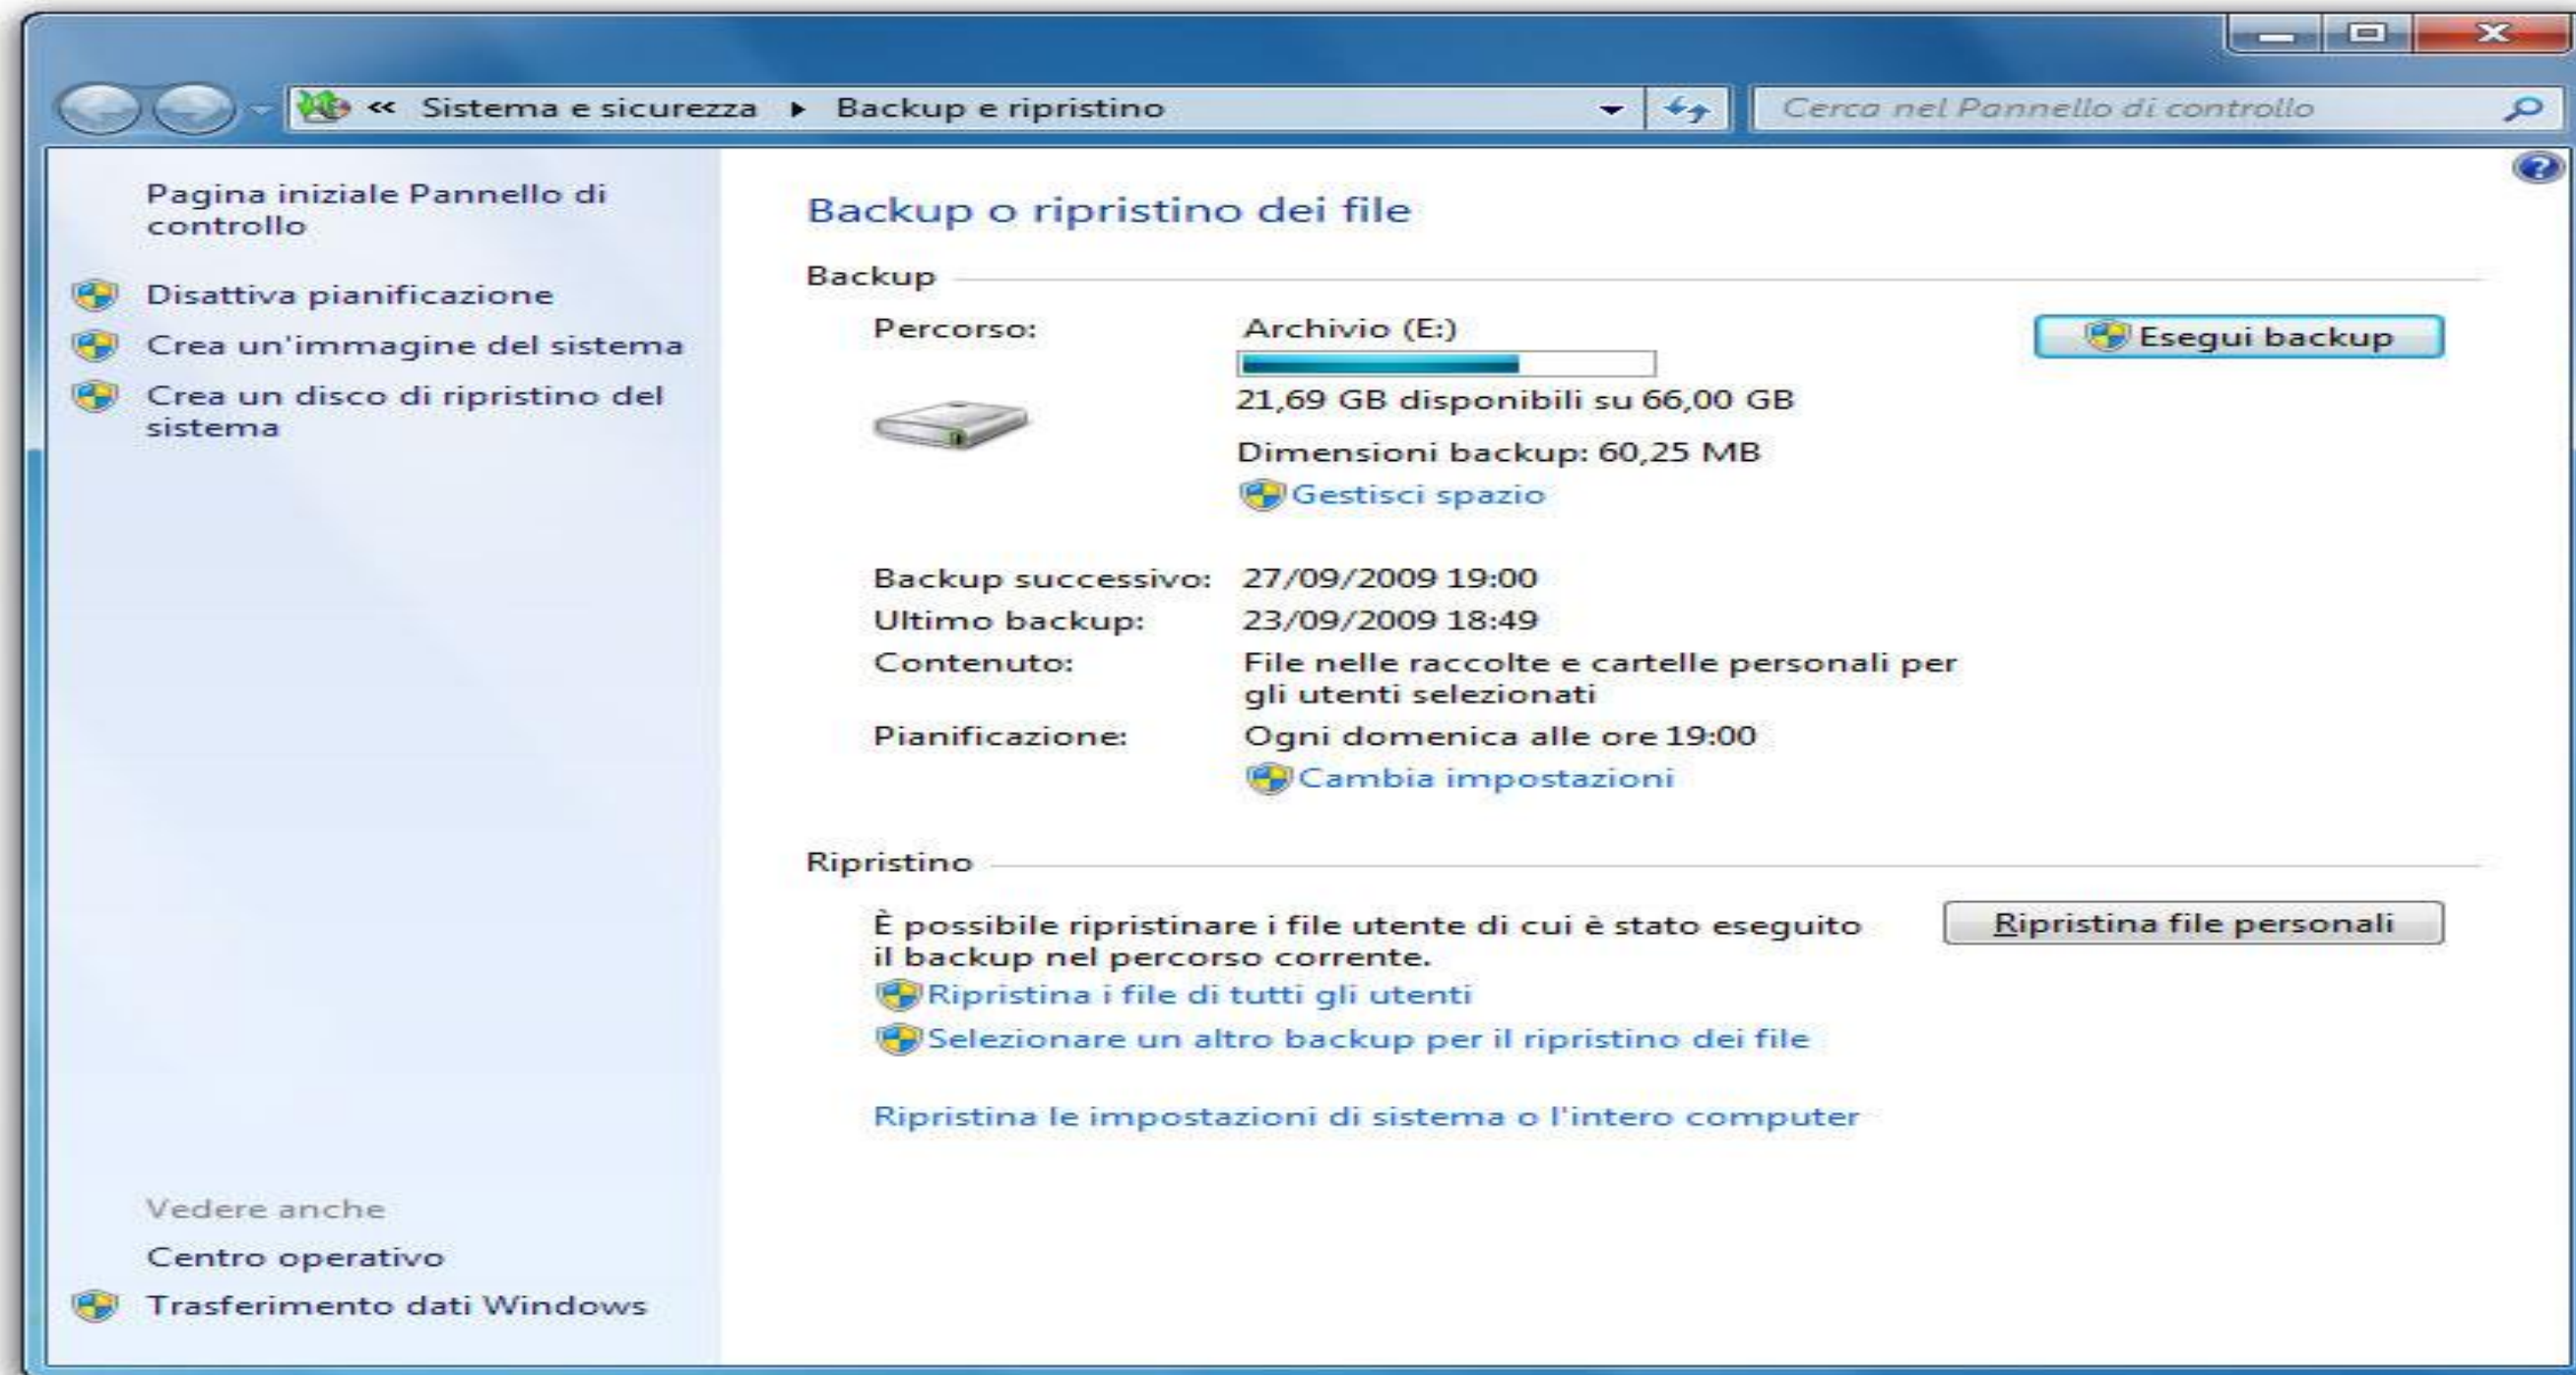 « Sistema e sicurezza ▸ Backup e ripristino
Cerca nel Pannello di controllo
Pagina iniziale Pannello di
controllo
Disattiva pianificazione
Crea un'immagine del sistema
Crea un disco di ripristino del
sistema
Backup o ripristino dei file
Backup
Percorso: Archivio (E:)
Esegui backup
21,69 GB disponibili su 66,00 GB
Dimensioni backup: 60,25 MB
Gestisci spazio
Backup successivo: 27/09/2009 19:00
Ultimo backup: 23/09/2009 18:49
Contenuto: File nelle raccolte e cartelle personali per
gli utenti selezionati
Pianificazione: Ogni domenica alle ore 19:00
Cambia impostazioni
Ripristino
È possibile ripristinare i file utente di cui è stato eseguito
il backup nel percorso corrente.
Ripristina file personali
Ripristina i file di tutti gli utenti
Selezionare un altro backup per il ripristino dei file
Ripristina le impostazioni di sistema o l'intero computer
Vedere anche
Centro operativo
Trasferimento dati Windows